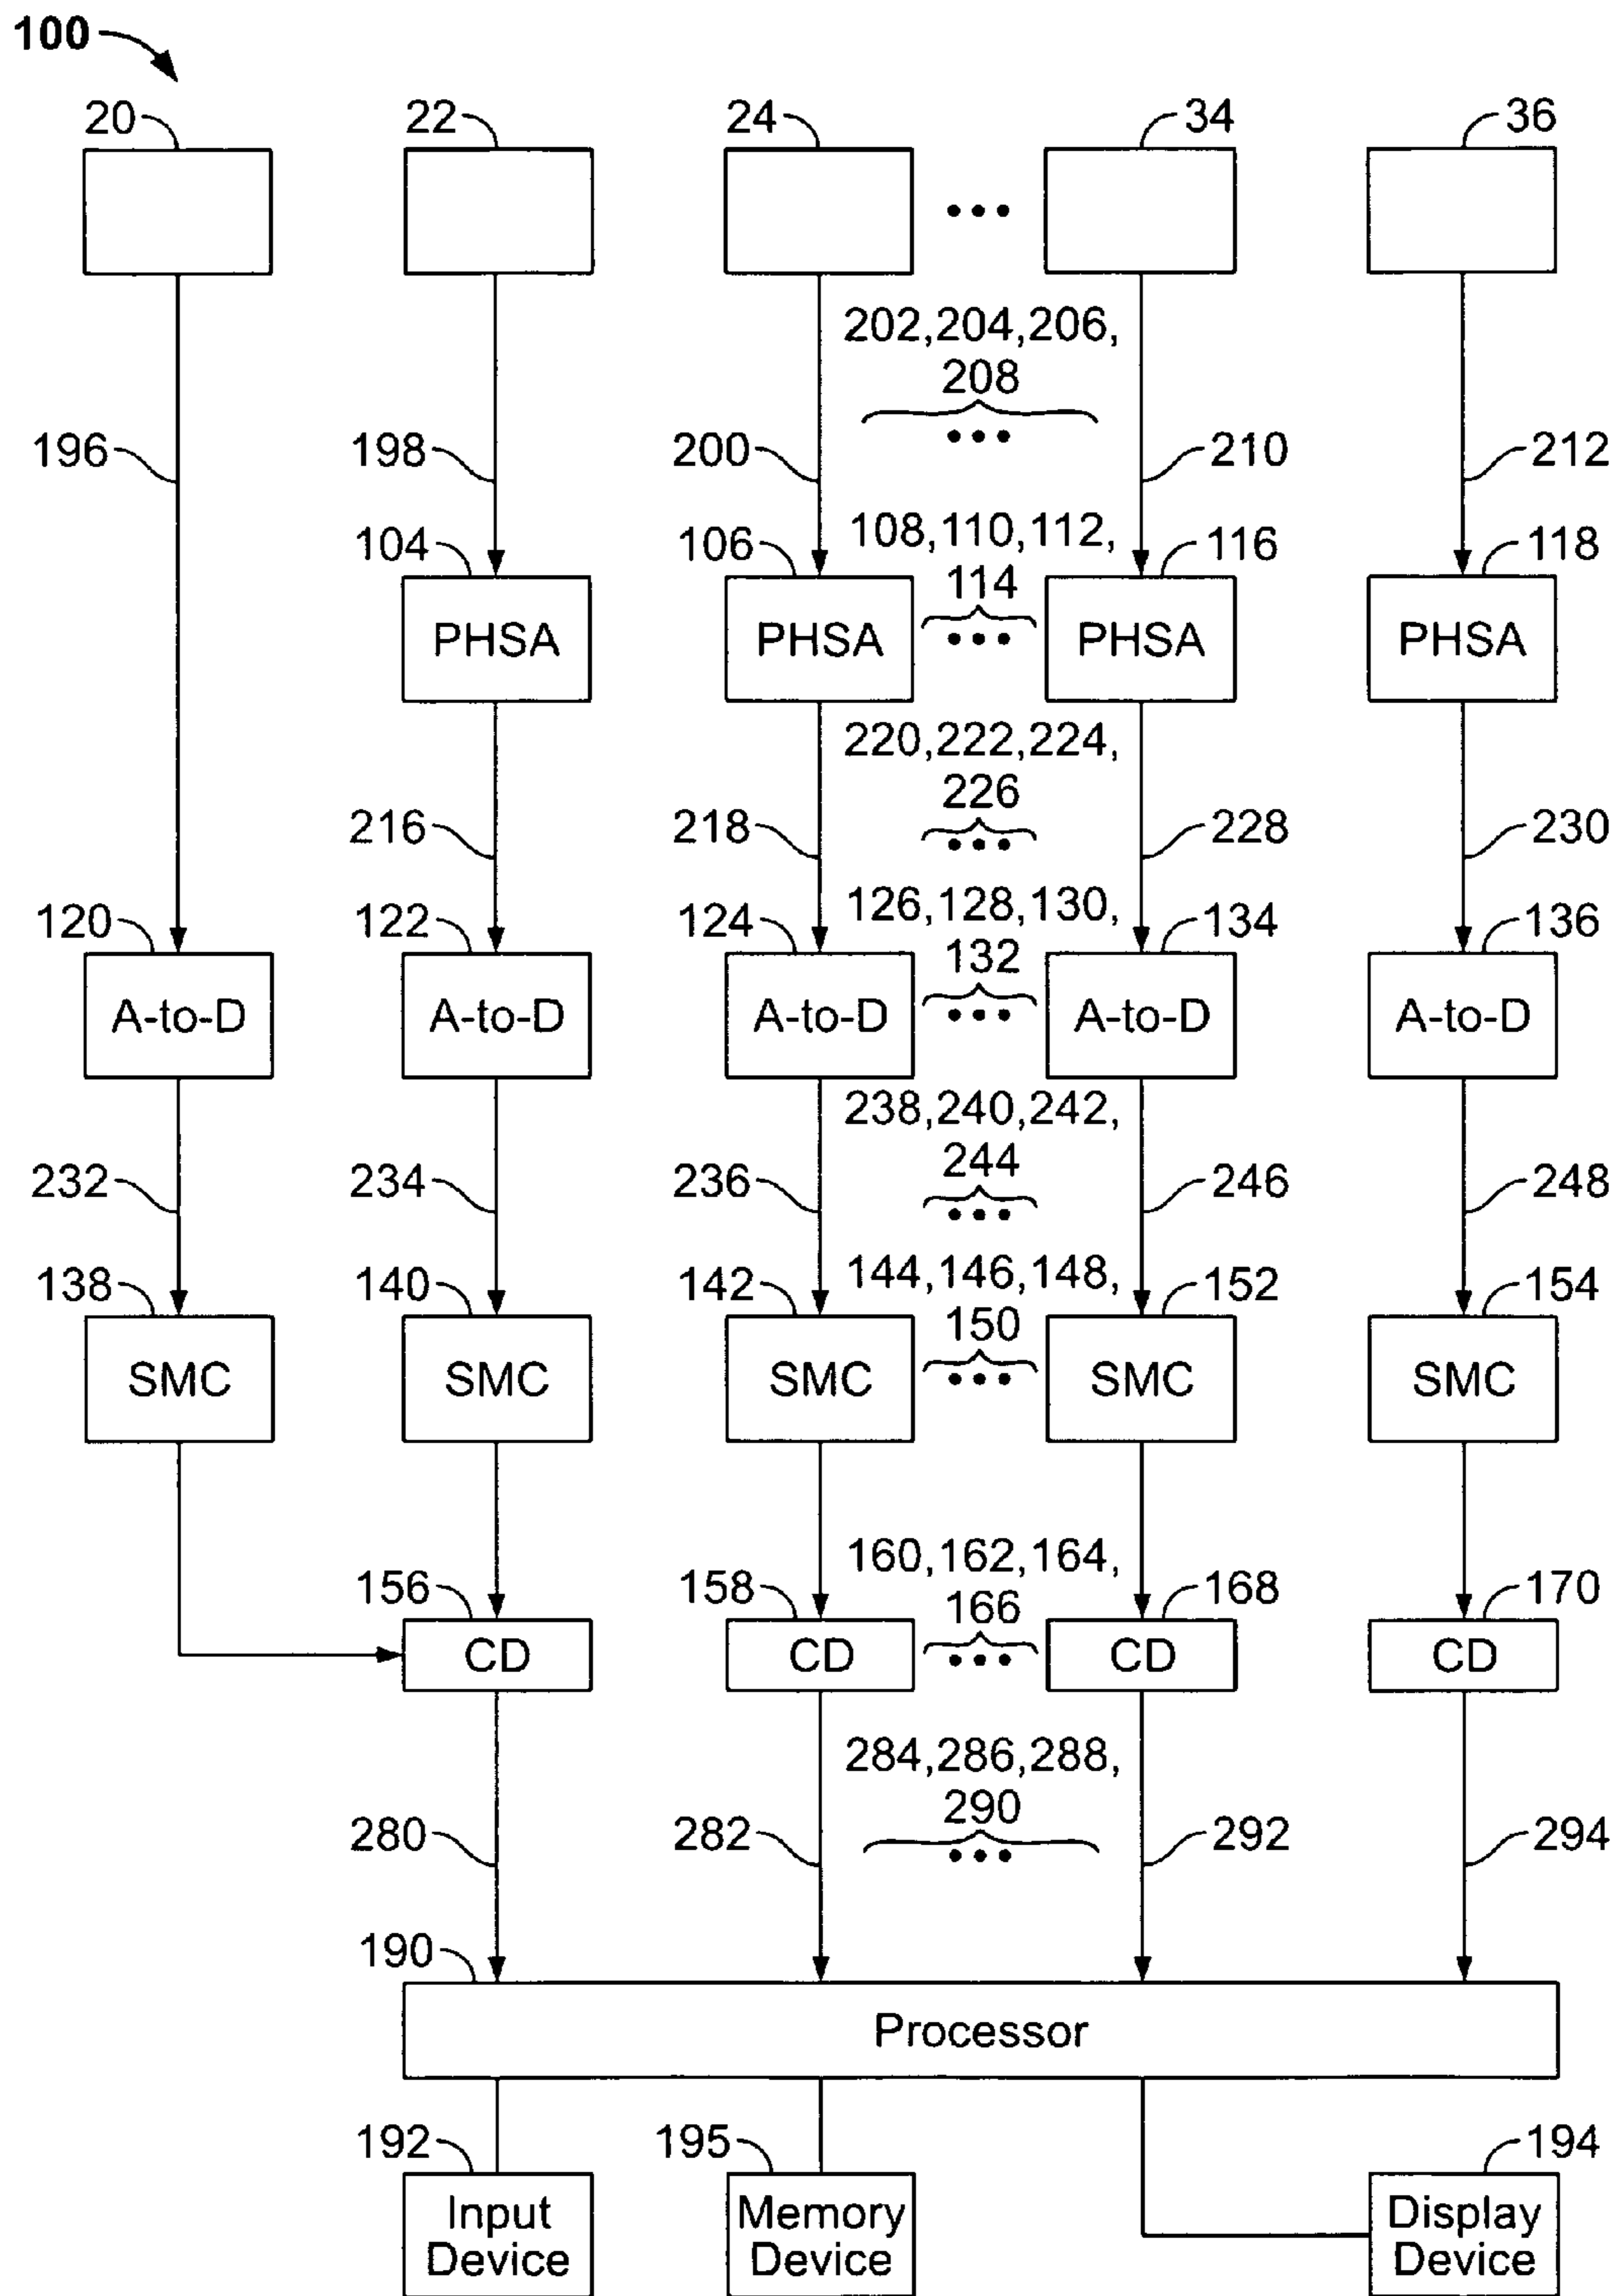 100
20 22 24 34 36
202,204,206,
208
196 198 200 210 212
108,110,112,
104 106 116 118
114
PHSA PHSA PHSA PHSA
220,222,224,
226
216 218 228 230
126,128,130,
120 122 124 134 136
132
A-to-D A-to-D A-to-D A-to-D A-to-D
238,240,242,
244
232 234 236 246 248
144,146,148,
138 140 142 152 154
150
SMC SMC SMC SMC SMC
160,162,164,
156 158 168 170
166
CD CD CD CD
284,286,288,
290
280 282 292 294
190
Processor
192 195 194
Input Memory Display
Device Device Device